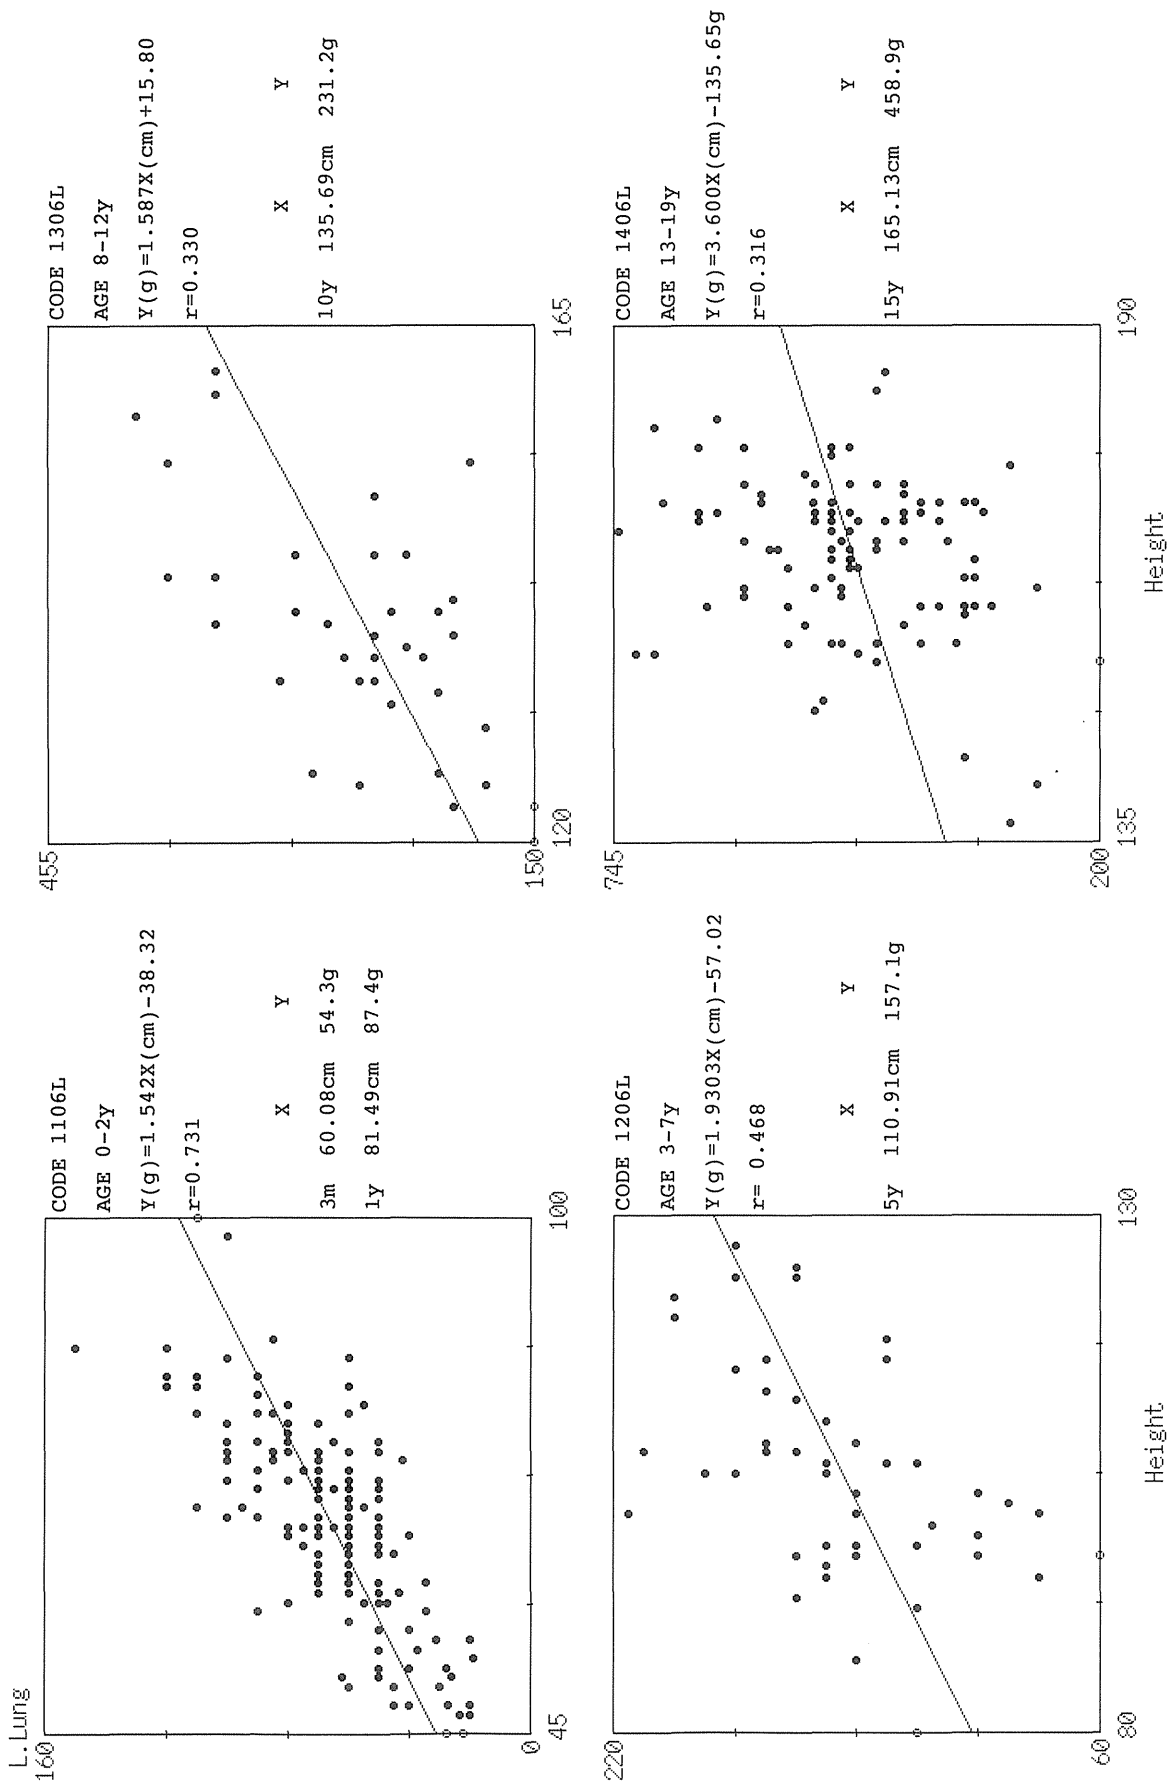 L.Lung
160
0
45
100
CODE 1106L
AGE 0-2y
Y(g)=1.542X(cm)-38.32
r=0.731
X Y
3m 60.08cm 54.3g
1y 81.49cm 87.4g
455
150
120
165
CODE 1306L
AGE 8-12y
Y(g)=1.587X(cm)+15.80
r=0.330
X Y
10y 135.69cm 231.2g
220
60
80
130
Height
CODE 1206L
AGE 3-7y
Y(g)=1.9303X(cm)-57.02
r= 0.468
X Y
5y 110.91cm 157.1g
745
200
135
190
Height
CODE 1406L
AGE 13-19y
Y(g)=3.600X(cm)-135.65g
r=0.316
X Y
15y 165.13cm 458.9g